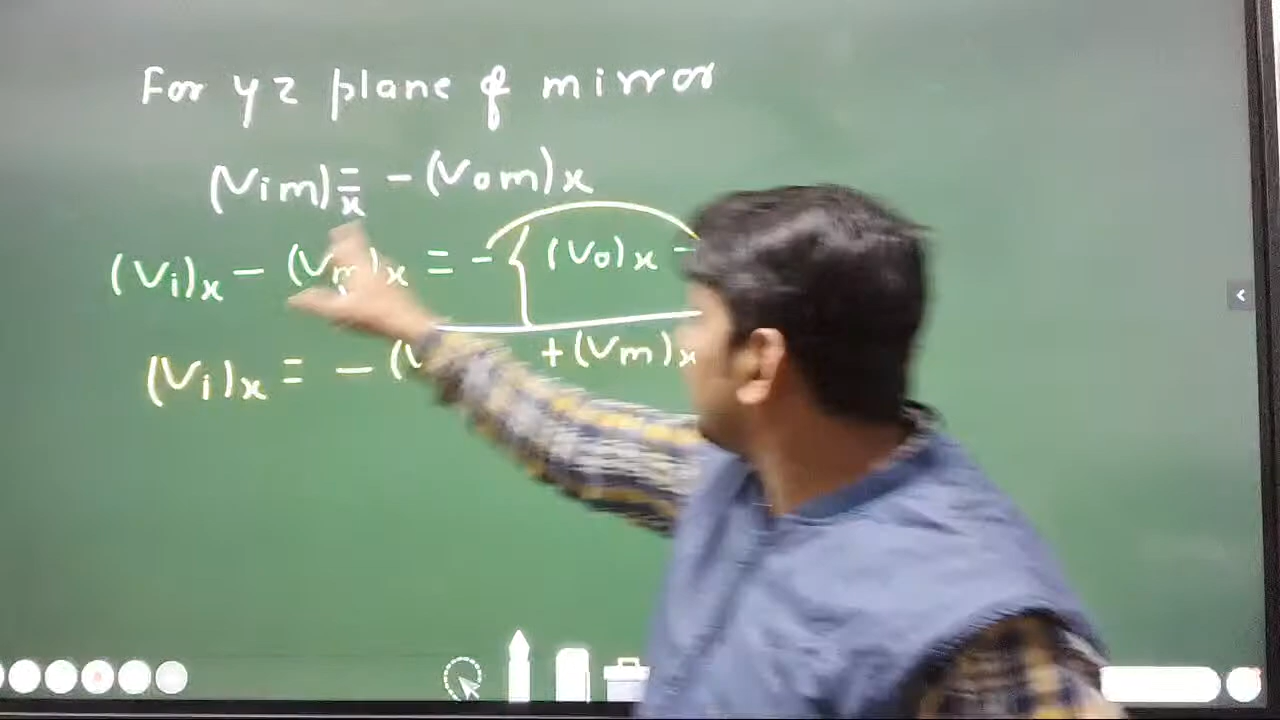 For yz plane of mirror
(Vim)x = -(Vom)x
(Vi)x - (Vm)x = -{ (Vo)x -
(Vi)x = -(V +(Vm)x